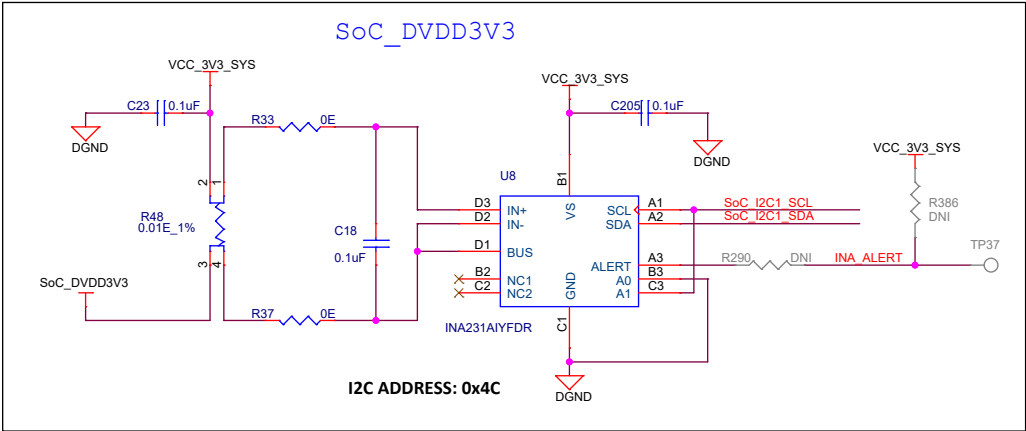 SoC_DVDD3V3
VCC_3V3_SYS
C23 0.1uF
DGND
R33 0E
2 1
R48
0.01E_1%
3 4
SoC_DVDD3V3
R37 0E
C18
0.1uF
VCC_3V3_SYS
C205 0.1uF
DGND
U8
B1
VS
D3 IN+
D2 IN-
D1 BUS
B2 NC1
C2 NC2
SCL A1 SoC_I2C1_SCL
SDA A2 SoC_I2C1_SDA
ALERT A3
A0 B3
A1 C3
GND
C1
INA231AIYFDR
DGND
R290 DNI INA_ALERT
VCC_3V3_SYS
R386
DNI
TP37
I2C ADDRESS: 0x4C